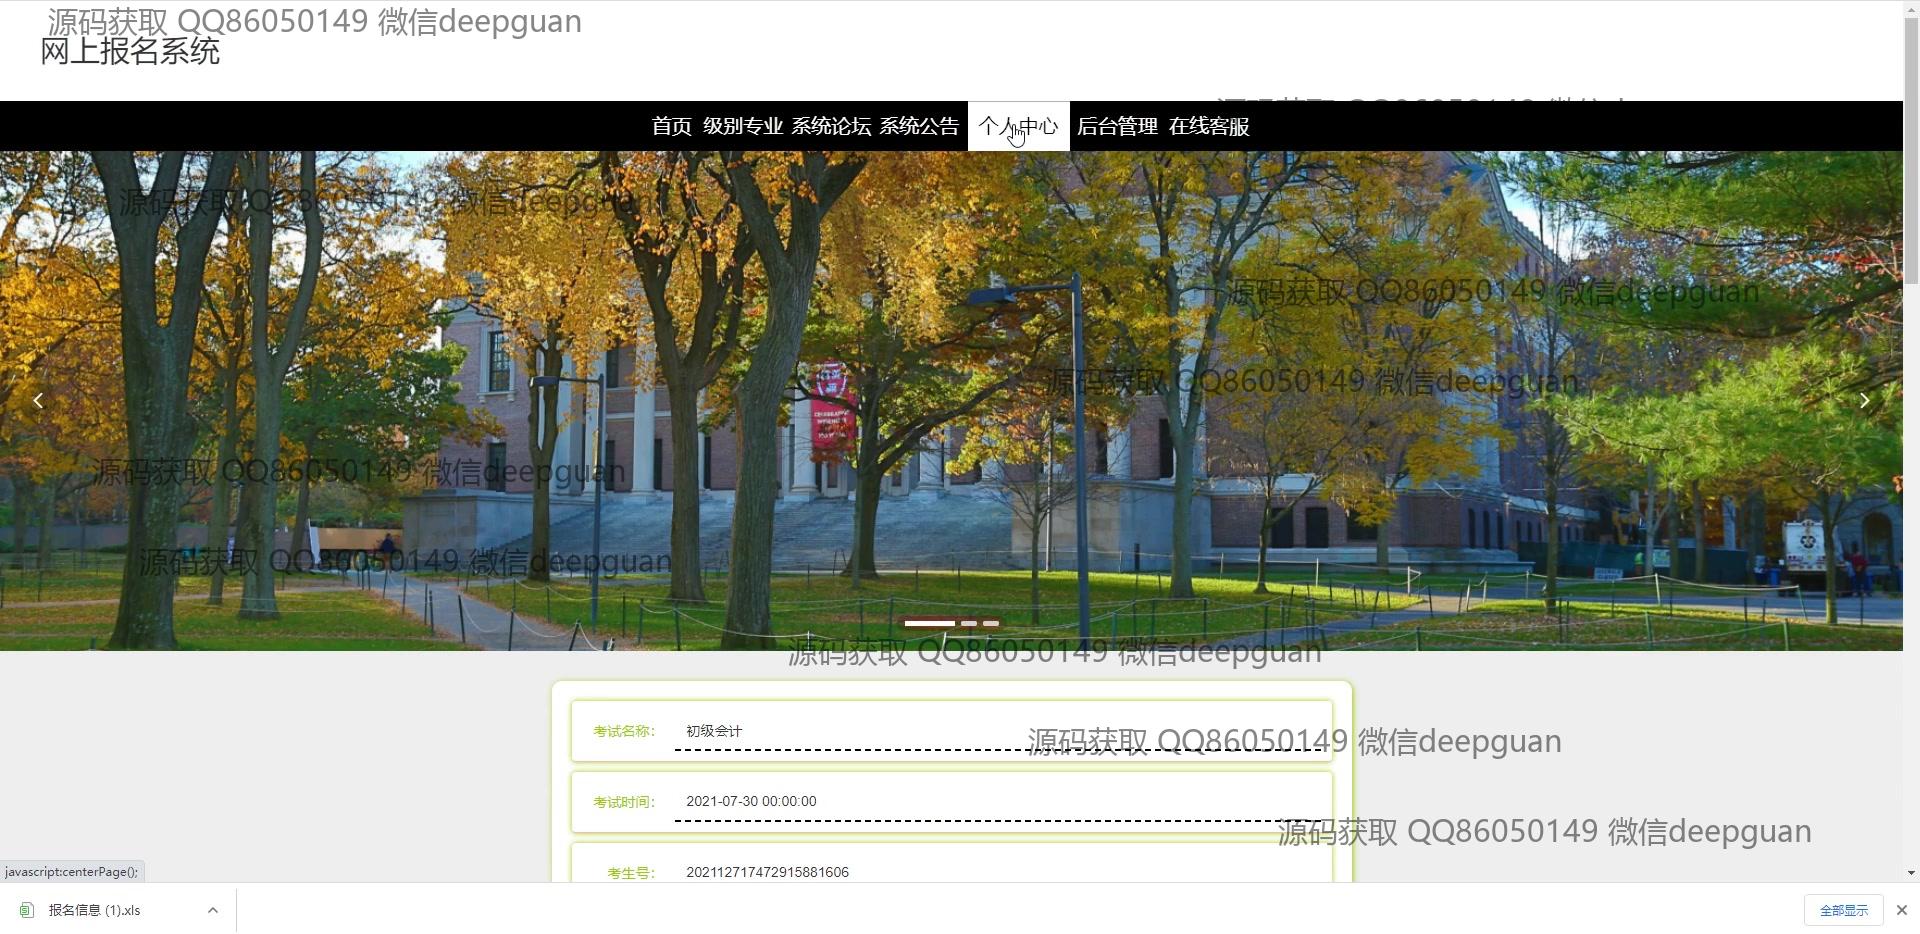 源码获取 QQ86050149 微信deepguan
网上报名系统
首页 级别专业 系统论坛 系统公告 个人中心 后台管理 在线客服
源码获取 QQ86050149 微信deepguan
源码获取 QQ86050149 微信deepguan
源码获取 QQ86050149 微信deepguan
源码获取 QQ86050149 微信deepguan
源码获取 QQ86050149 微信deepguan
源码获取 QQ86050149 微信deepguan
考试名称： 初级会计
源码获取 QQ86050149 微信deepguan
考试时间： 2021-07-30 00:00:00
源码获取 QQ86050149 微信deepguan
考生号： 202112717472915881606
javascript:centerPage();
报名信息 (1).xls
全部显示